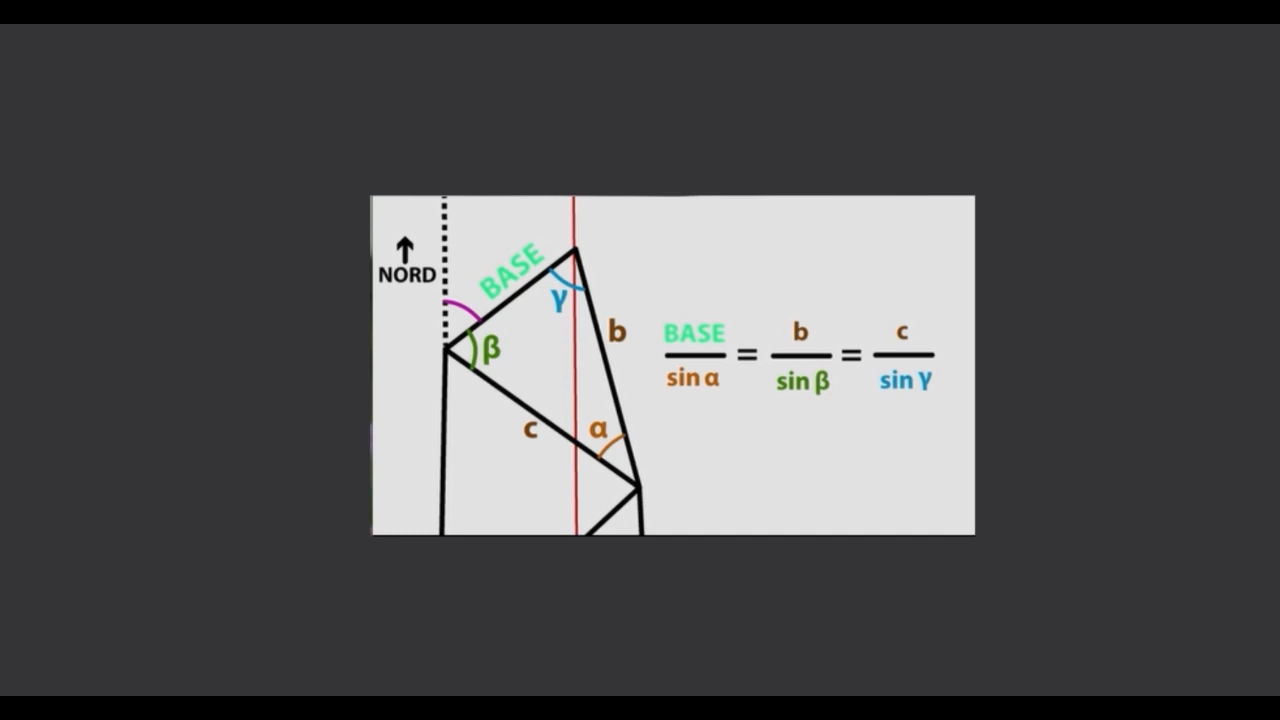 ↑
NORD
BASE
γ
β
b
c
α
BASE/sin α = b/sin β = c/sin γ